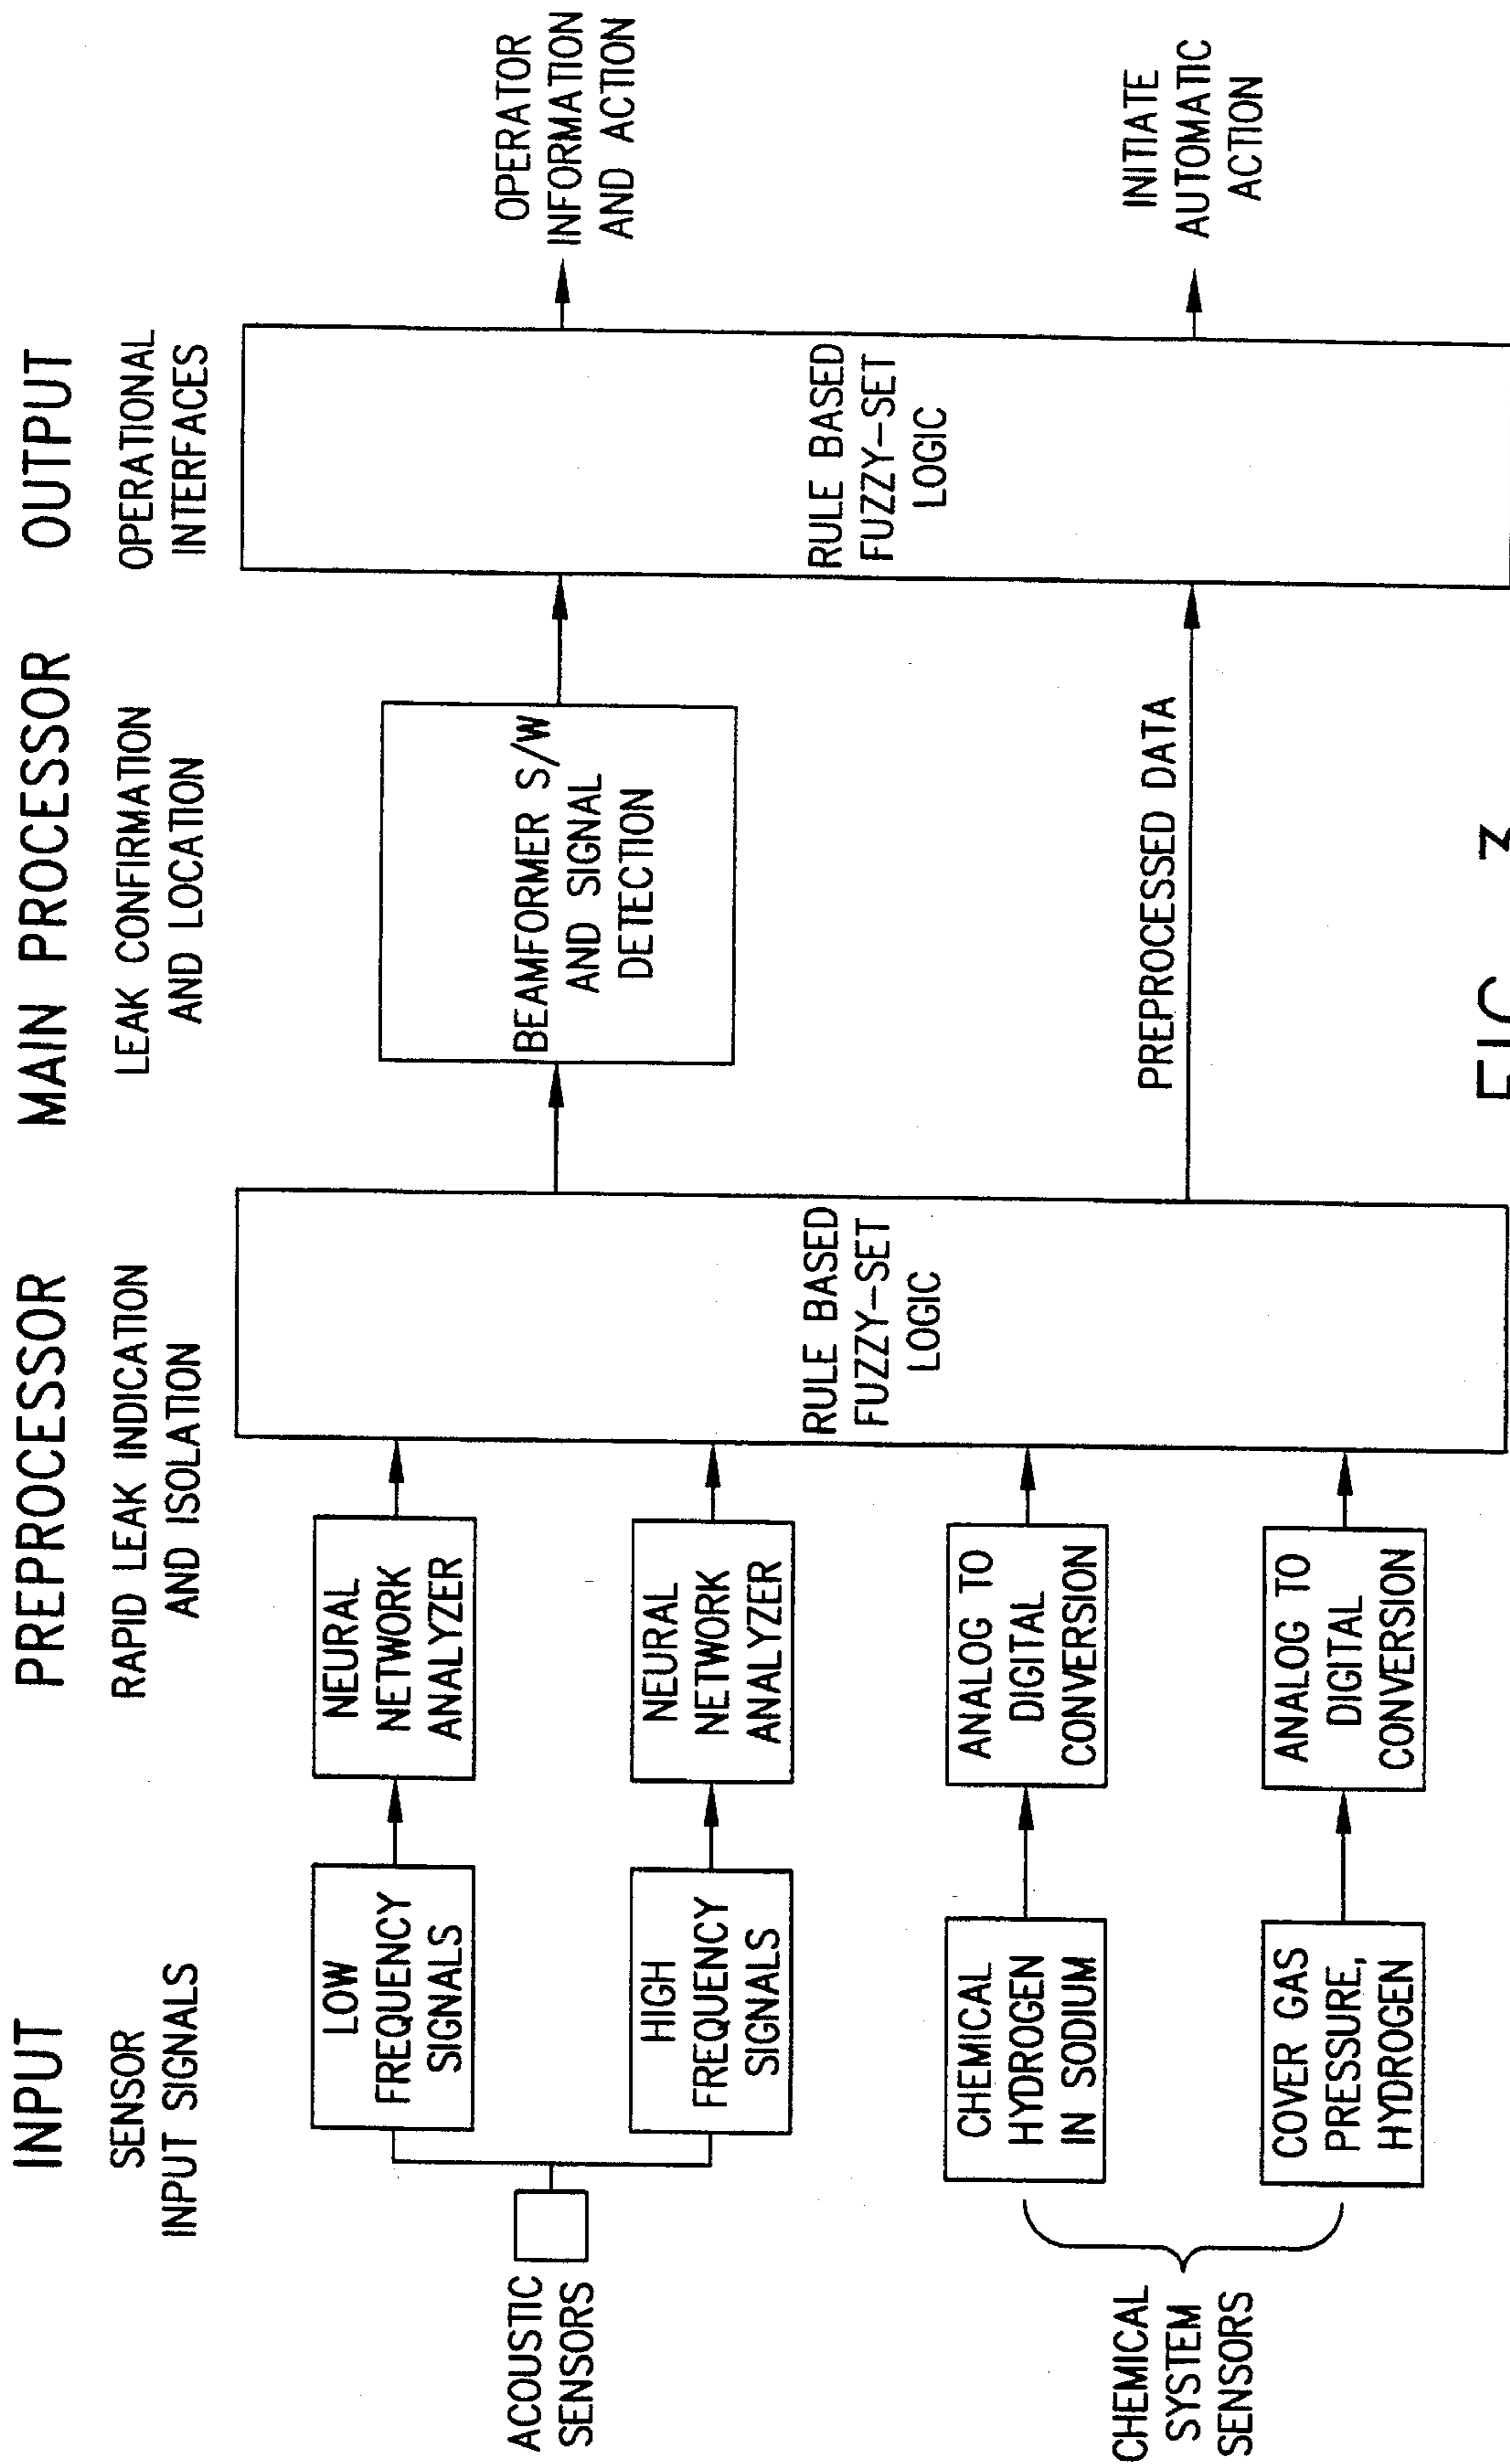 INPUT
SENSOR
INPUT SIGNALS
PREPROCESSOR
RAPID LEAK INDICATION
AND ISOLATION
MAIN PROCESSOR
LEAK CONFIRMATION
AND LOCATION
OUTPUT
OPERATIONAL
INTERFACES
ACOUSTIC
SENSORS
LOW
FREQUENCY
SIGNALS
NEURAL
NETWORK
ANALYZER
HIGH
FREQUENCY
SIGNALS
NEURAL
NETWORK
ANALYZER
CHEMICAL
SYSTEM
SENSORS
CHEMICAL
HYDROGEN
IN SODIUM
ANALOG TO
DIGITAL
CONVERSION
COVER GAS
PRESSURE,
HYDROGEN
ANALOG TO
DIGITAL
CONVERSION
RULE BASED
FUZZY-SET
LOGIC
BEAMFORMER S/W
AND SIGNAL
DETECTION
PREPROCESSED DATA
RULE BASED
FUZZY-SET
LOGIC
OPERATOR
INFORMATION
AND ACTION
INITIATE
AUTOMATIC
ACTION